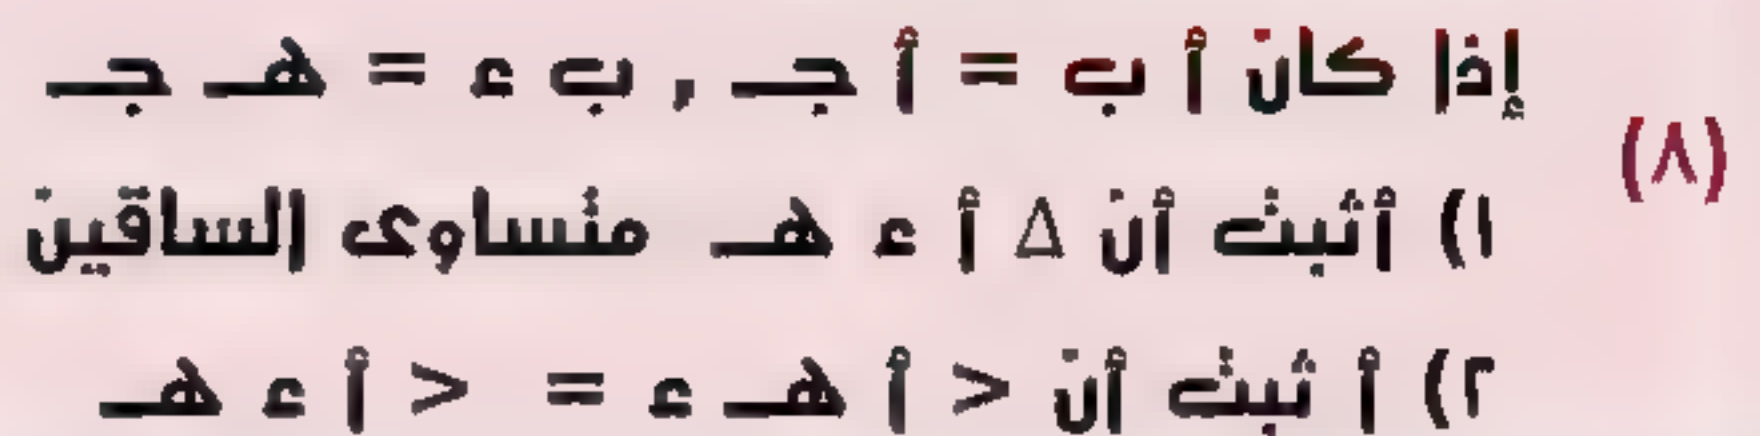 (٨) إذا كان أ ب = أ جـ , ب ء = هـ جـ
١) أثبت أن Δ أ ء هـ متساوى الساقين
٢) أ ثبت أن > أ هـ ء = > أ ء هـ